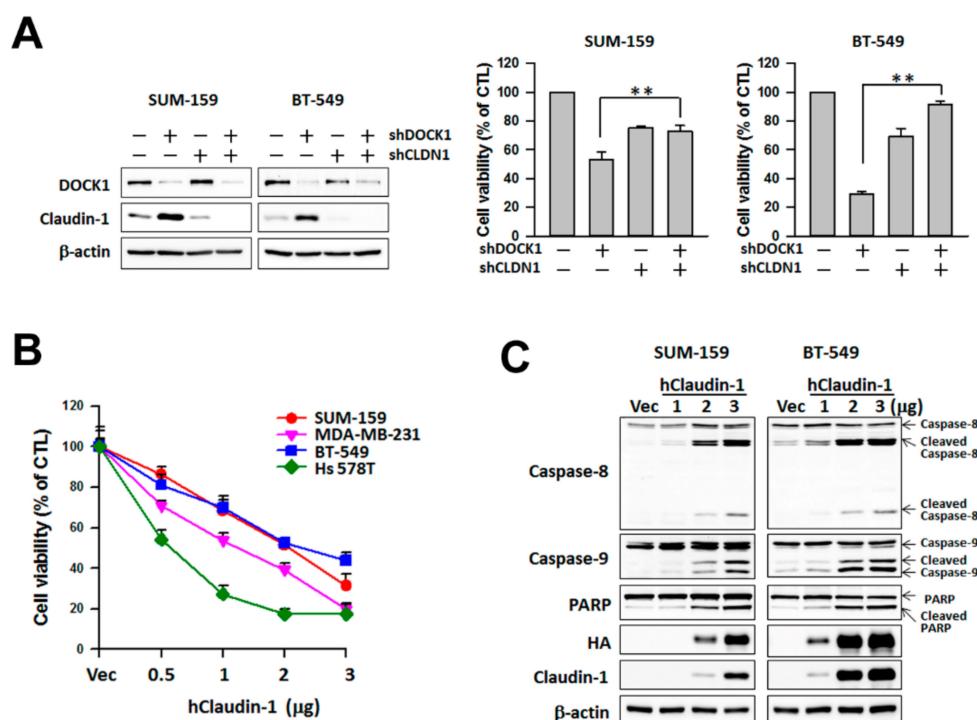 A
SUM-159 BT-549
− + − + − + − + shDOCK1
− − + + − − + + shCLDN1
DOCK1
Claudin-1
β-actin
SUM-159
Cell vaibility (% of CTL)
120
100
80
60
40
20
0
shDOCK1 − + − +
shCLDN1 − − + +
**
BT-549
Cell vaibility (% of CTL)
120
100
80
60
40
20
0
shDOCK1 − + − +
shCLDN1 − − + +
**
B
Cell viability (% of CTL)
120
100
80
60
40
20
0
SUM-159
MDA-MB-231
BT-549
Hs 578T
Vec 0.5 1 2 3
hClaudin-1 (μg)
C
SUM-159 BT-549
hClaudin-1 hClaudin-1
Vec 1 2 3 Vec 1 2 3 (μg)
Caspase-8
Caspase-8
Cleaved
Caspase-8
Cleaved
Caspase-8
Caspase-9
Caspase-9
Cleaved
Caspase-9
PARP
PARP
Cleaved
PARP
HA
Claudin-1
β-actin